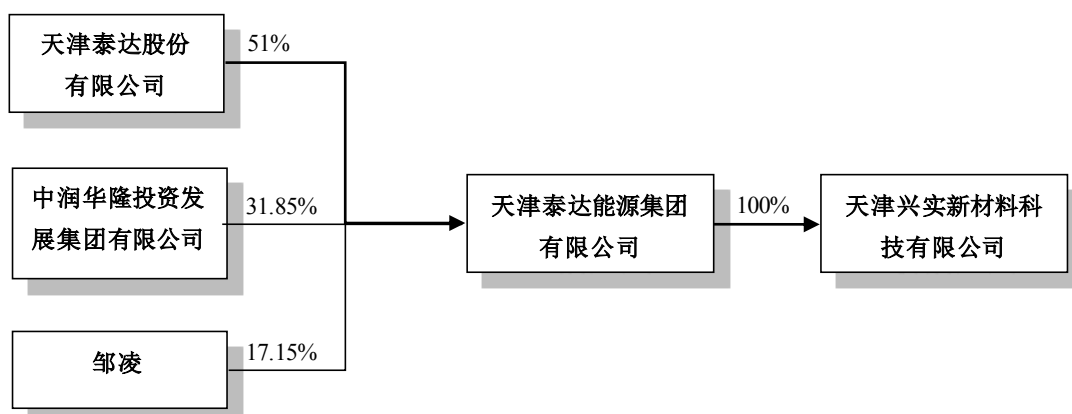 天津泰达股份
有限公司
51%
中润华隆投资发
展集团有限公司
31.85%
邹凌
17.15%
天津泰达能源集团
有限公司
100%
天津兴实新材料科
技有限公司